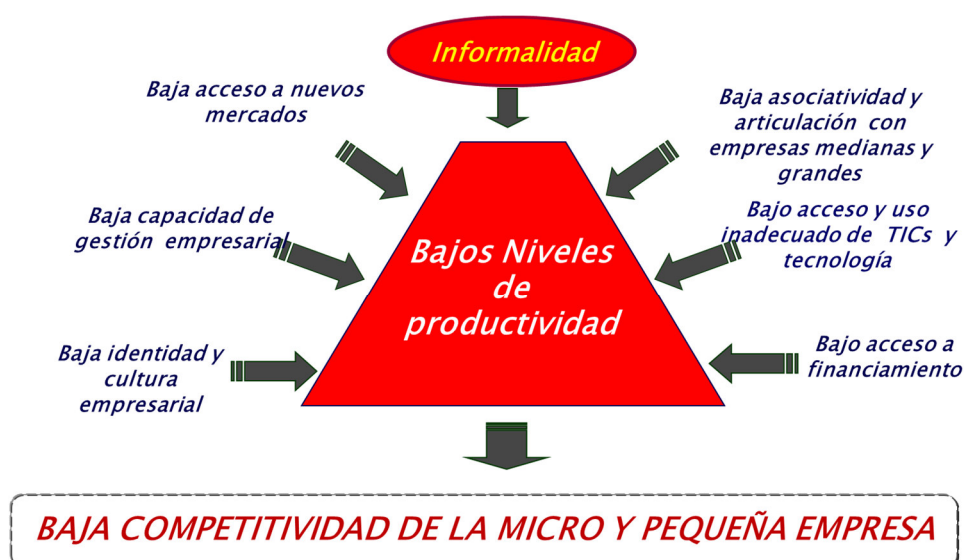 Informalidad
Baja acceso a nuevos
mercados
Baja asociatividad y
articulación con
empresas medianas y
grandes
Baja capacidad de
gestión empresarial
Bajo acceso y uso
inadecuado de TICs y
tecnología
Bajos Niveles
de
productividad
Baja identidad y
cultura
empresarial
Bajo acceso a
financiamiento
BAJA COMPETITIVIDAD DE LA MICRO Y PEQUEÑA EMPRESA